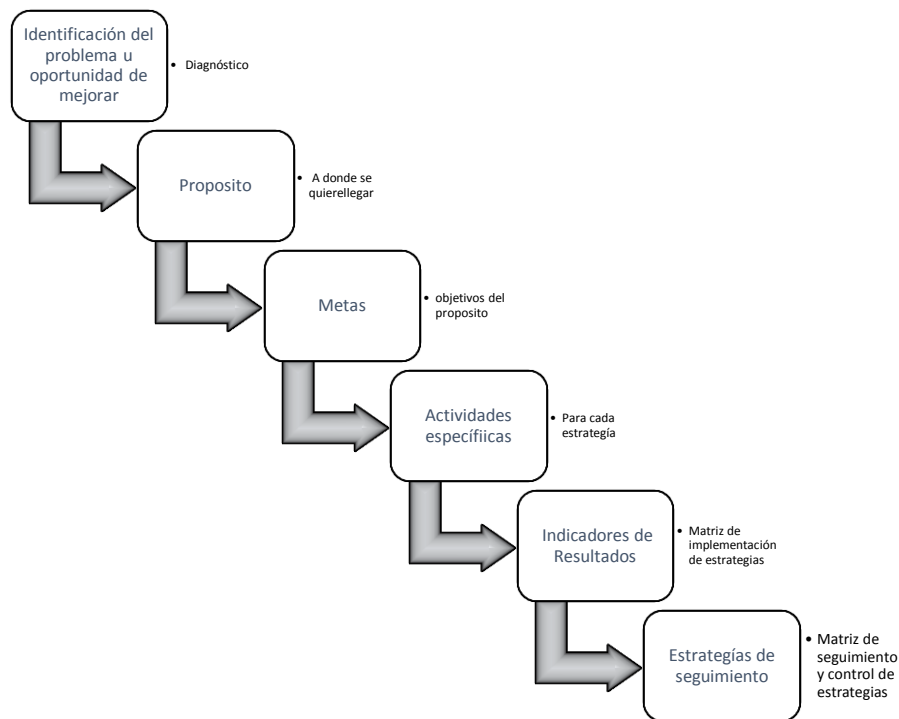 Identificación del
problema u
oportunidad de
mejorar
• Diagnóstico
Proposito
• A donde se
quierellegar
Metas
• objetivos del
proposito
Actividades
específiicas
• Para cada
estrategía
Indicadores de
Resultados
• Matriz de
implementación
de estrategias
Estrategías de
seguimiento
• Matriz de
seguimiento
y control de
estrategias